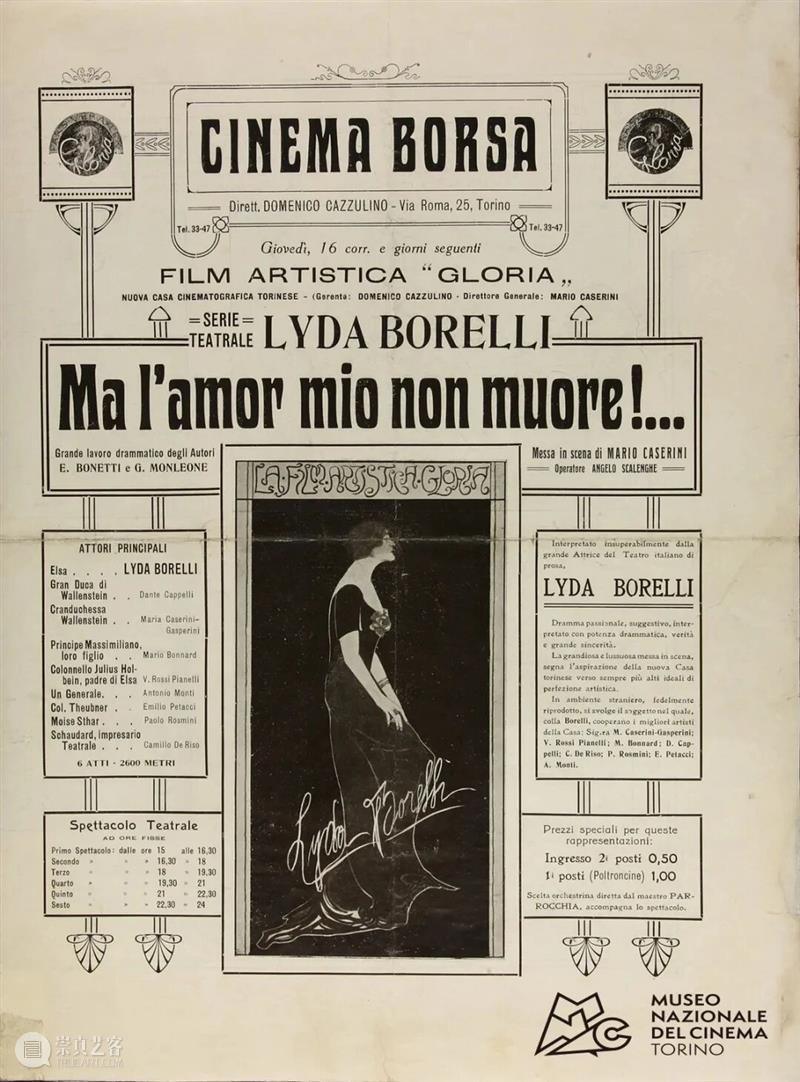 Gloria
Gloria
CINEMA BORSA
Dirett. DOMENICO CAZZULINO - Via Roma, 25, Torino
Tel. 33-47
Tel. 33-47
Giovedì, 16 corr. e giorni seguenti
FILM ARTISTICA “GLORIA„
NUOVA CASA CINEMATOGRAFICA TORINESE - (Gerente: DOMENICO CAZZULINO - Direttore Generale: MARIO CASERINI
=SERIE=
TEATRALE LYDA BORELLI
Ma l'amor mio non muore!...
Grande lavoro drammatico degli Autori
E. BONETTI e G. MONLEONE
Messa in scena di MARIO CASERINI
Operatore ANGELO SCALENGHE
LA·FILM·ARTISTICA·GLORIA
ATTORI PRINCIPALI
Elsa . . . . LYDA BORELLI
Gran Duca di
Wallenstein . . Dante Cappelli
Cranduchessa
Wallenstein . . Maria Caserini-
Gasperini
Principe Massimiliano,
loro figlio . . Mario Bonnard
Colonnello Julius Hol-
bein, padre di Elsa V. Rossi Pianelli
Un Generale. . . Antonio Monti
Col. Theubner . . Emilio Petacci
Moise Sthar . . . Paolo Rosmini
Schaudard, impresario
Teatrale . . . Camillo De Riso
6 ATTI - 2600 METRI
Spettacolo Teatrale
AD ORE FISSE
Primo Spettacolo: dalle ore 15 alle 16,30
Secondo » » » 16,30 » 18
Terzo » » » 18 » 19,30
Quarto » » » 19,30 » 21
Quinto » » » 21 » 22,30
Sesto » » » 22,30 » 24
Lyda Borelli
Interpretato insuperabilmente dalla
grande Attrice del Teatro italiano di
prosa,
LYDA BORELLI
Dramma passionale, suggestivo, inter-
pretato con potenza drammatica, verità
e grande sincerità.
La grandiosa e lussuosa messa in scena,
segna l'aspirazione della nuova Casa
torinese verso sempre più alti ideali di
perfezione artistica.
In ambiente straniero, fedelmente
riprodotto, si svolge il soggetto nel quale,
colla Borelli, cooperano i migliori artisti
della Casa: Sig.ra M. Caserini-Gasperini;
V. Rossi Pianelli; M. Bonnard; D. Cap-
pelli; C. De Riso; P. Rosmini; E. Petacci;
A. Monti.
Prezzi speciali per queste
rappresentazioni:
Ingresso 2i posti 0,50
1i posti (Poltroncine) 1,00
Scelta orchestrina diretta dal maestro PAR-
ROCCHIA, accompagna lo spettacolo.
MNC
MUSEO
NAZIONALE
DEL CINEMA
TORINO
崇真艺客
TRUEART.COM